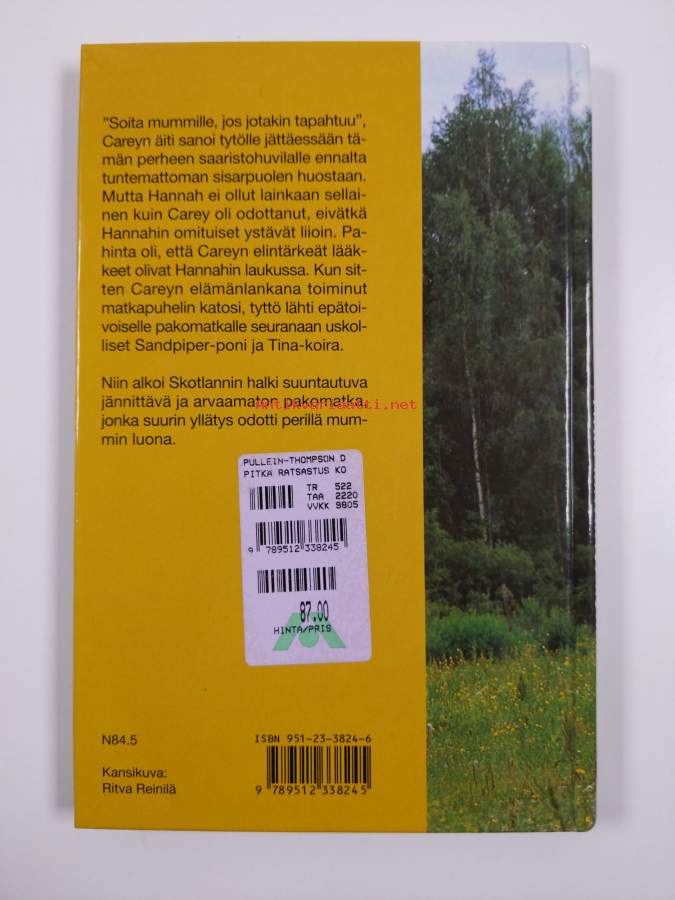 "Soita mummille, jos jotakin tapahtuu",
Careyn äiti sanoi tytölle jättäessään tä-
män perheen saaristohuvilalle ennalta
tuntemattoman sisarpuolen huostaan.
Mutta Hannah ei ollut lainkaan sellai-
nen kuin Carey oli odottanut, eivätkä
Hannahin omituiset ystävät liioin. Pa-
hinta oli, että Careyn elintärkeät lääk-
keet olivat Hannahin laukussa. Kun sit-
ten Careyn elämänlankana toiminut
matkapuhelin katosi, tyttö lähti epätoi-
voiselle pakomatkalle seuranaan uskol-
liset Sandpiper-poni ja Tina-koira.
Niin alkoi Skotlannin halki suuntautuva
jännittävä ja arvaamaton pakomatka,
jonka suurin yllätys odotti perillä mum-
min luona.
Antikvariaatti.net
PULLEIN-THOMPSON D
PITKÄ RATSASTUS KO
TR 522
TAA 2220
VVKK 9805
9 789512 338245
87.00
HINTA/PRIS
N84.5
Kansikuva:
Ritva Reinilä
ISBN 951-23-3824-6
9 789512 338245